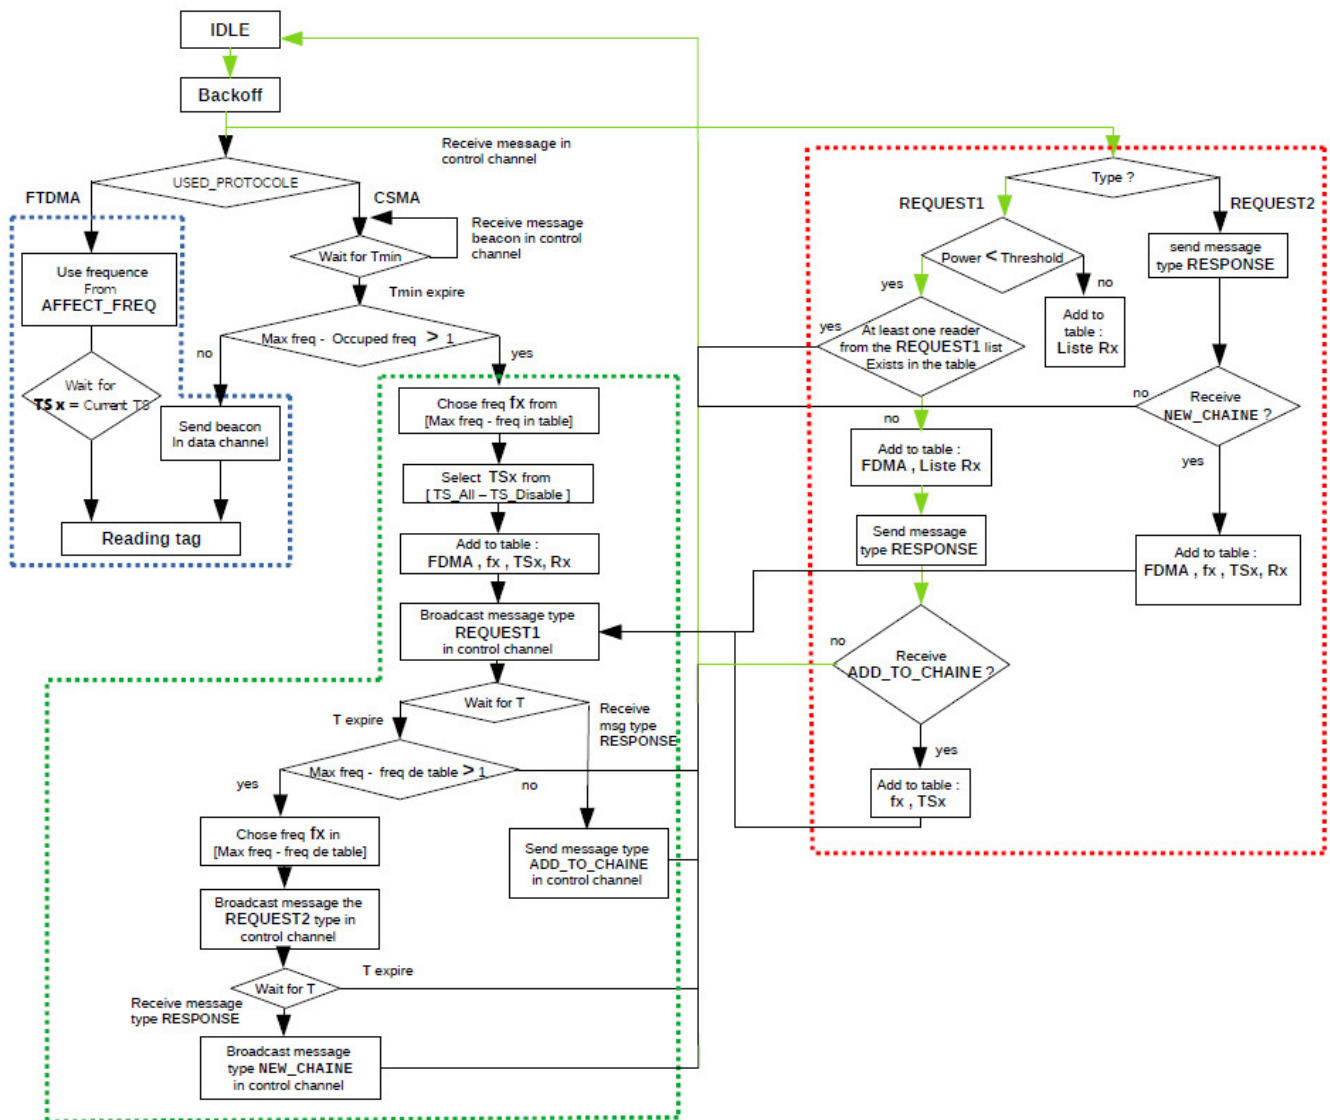 IDLE
Backoff
Receive message in
control channel
USED_PROTOCOLE
FTDMA
CSMA
Receive message
beacon in control
channel
Wait for Tmin
Use frequence
From
AFFECT_FREQ
Tmin expire
Max freq - Occuped freq > 1
no
yes
Wait for
TSx = Current TS
Send beacon
In data channel
Reading tag
Chose freq fx from
[Max freq - freq in table]
Select TSx from
[ TS_All – TS_Disable ]
Add to table :
FDMA , fx , TSx, Rx
Broadcast message type
REQUEST1
in control channel
Wait for T
T expire
Receive
msg type
RESPONSE
Max freq - freq de table > 1
yes
no
Chose freq fx in
[Max freq - freq de table]
Send message type
ADD_TO_CHAINE
in control channel
Broadcast message the
REQUEST2 type in
control channel
T expire
Wait for T
Receive message
type RESPONSE
Broadcast message
type NEW_CHAINE
in control channel
Type ?
REQUEST1
REQUEST2
Power < Threshold
send message
type RESPONSE
yes
no
Add to
table :
Liste Rx
yes
At least one reader
from the REQUEST1 list
Exists in the table
no
Receive
NEW_CHAINE ?
no
yes
Add to table :
FDMA , Liste Rx
Send message
type RESPONSE
Add to table :
FDMA , fx , TSx, Rx
no
Receive
ADD_TO_CHAINE ?
yes
Add to table :
fx , TSx